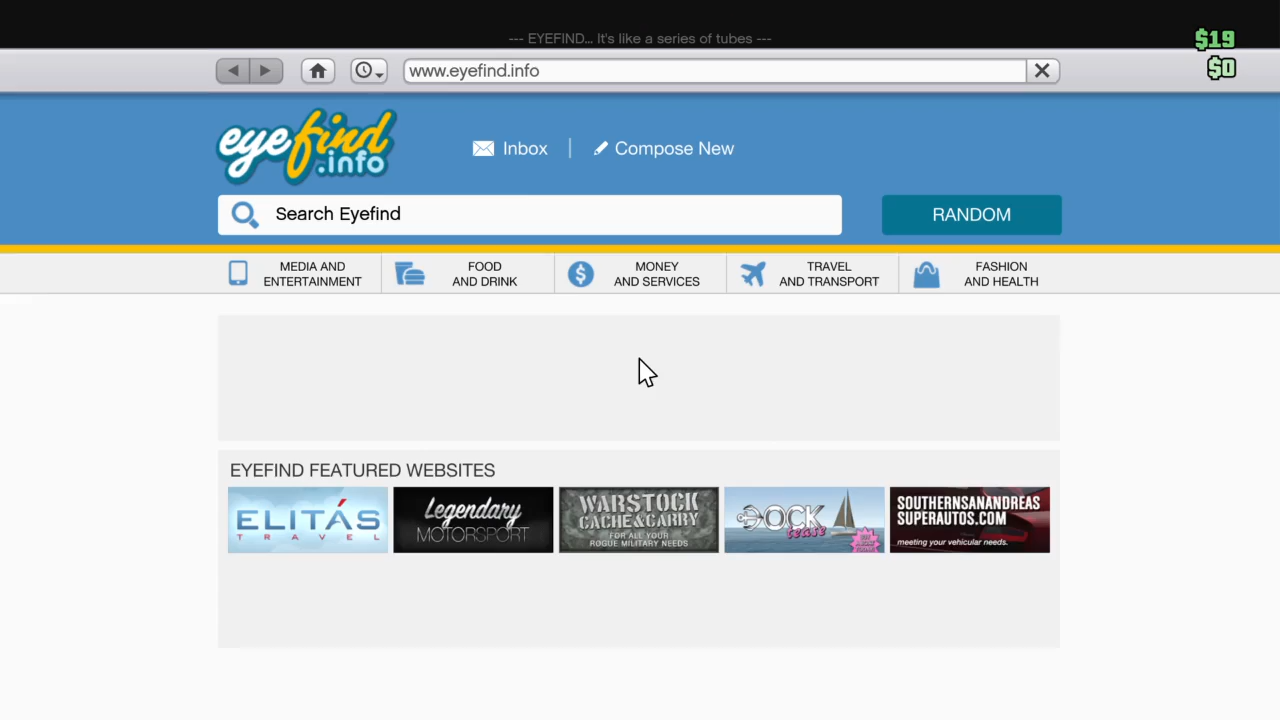 --- EYEFIND... It's like a series of tubes ---
$19
$0
www.eyefind.info
eyefind
.info
Inbox
Compose New
Search Eyefind
RANDOM
MEDIA AND
ENTERTAINMENT
FOOD
AND DRINK
MONEY
AND SERVICES
TRAVEL
AND TRANSPORT
FASHION
AND HEALTH
EYEFIND FEATURED WEBSITES
ELITÁS
TRAVEL
Legendary
MOTORSPORT
WARSTOCK
CACHE&CARRY
FOR ALL YOUR
ROGUE MILITARY NEEDS
DOCK
tease
SOUTHERNSANANDREAS
SUPERAUTOS.COM
meeting your vehicular needs.